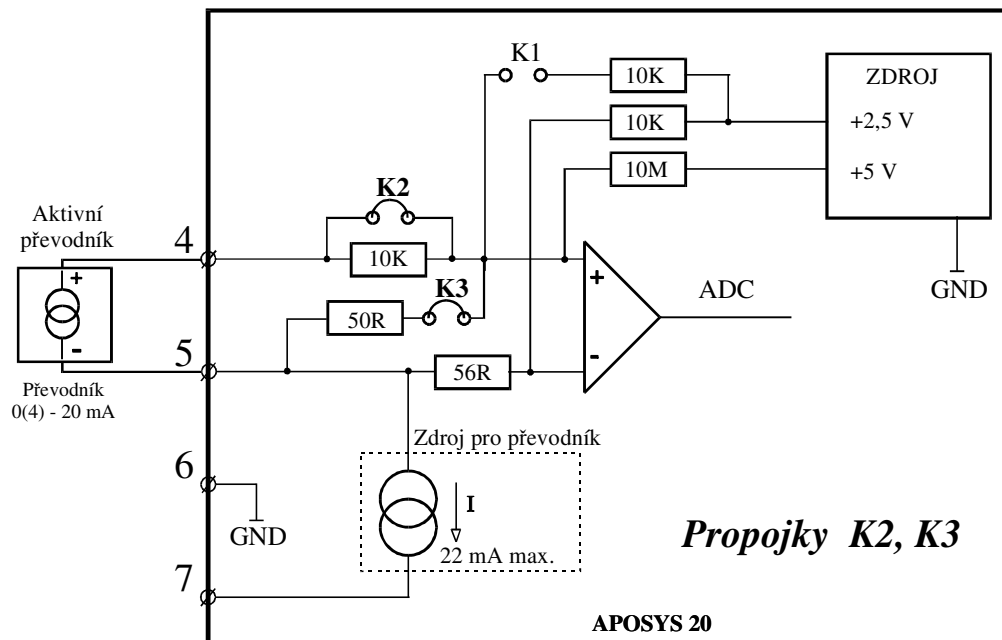 K1
10K
ZDROJ
10K
+2,5 V
10M
+5 V
K2
Aktivní
převodník
4
10K
+
K3
+
ADC
GND
50R
-
5
-
56R
Převodník
0(4) - 20 mA
Zdroj pro převodník
6
I
GND
Propojky K2, K3
22 mA max.
7
APOSYS 20